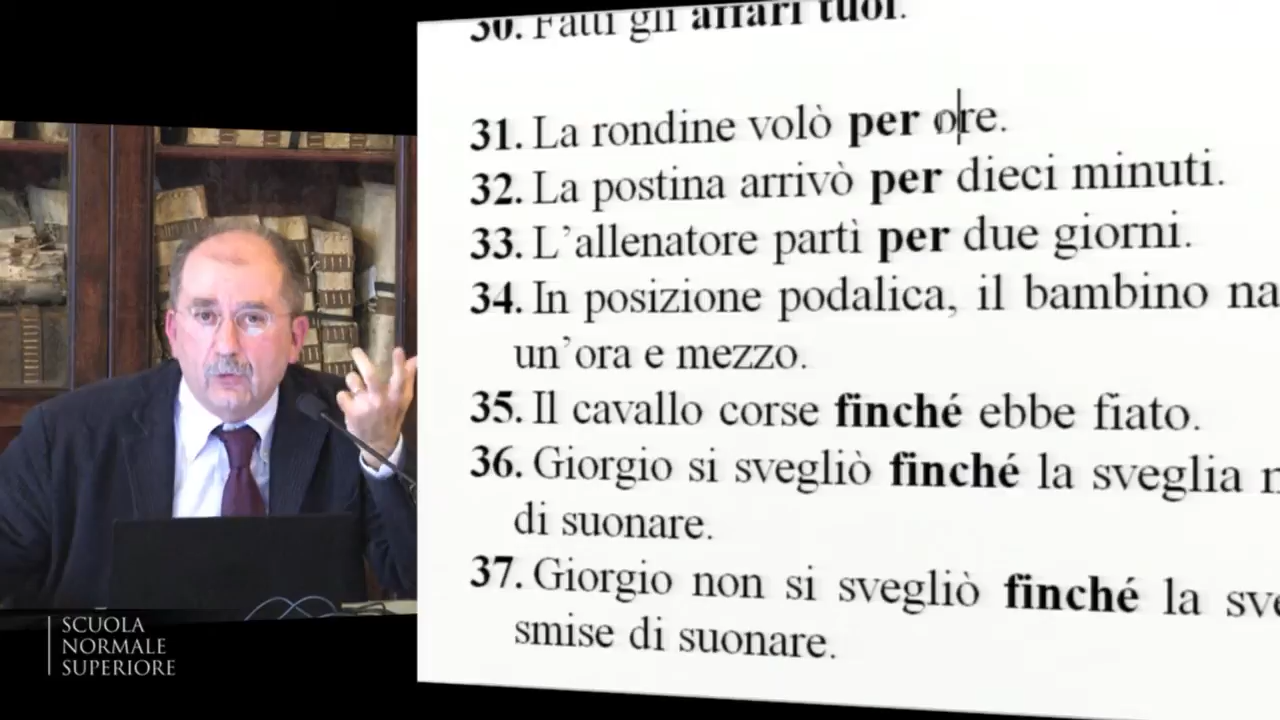 30. Fatti gli affari tuoi.
31. La rondine volò per ore.
32. La postina arrivò per dieci minuti.
33. L'allenatore partì per due giorni.
34. In posizione podalica, il bambino na
un'ora e mezzo.
35. Il cavallo corse finché ebbe fiato.
36. Giorgio si svegliò finché la sveglia
di suonare.
37. Giorgio non si svegliò finché la sve
smise di suonare.
SCUOLA
NORMALE
SUPERIORE